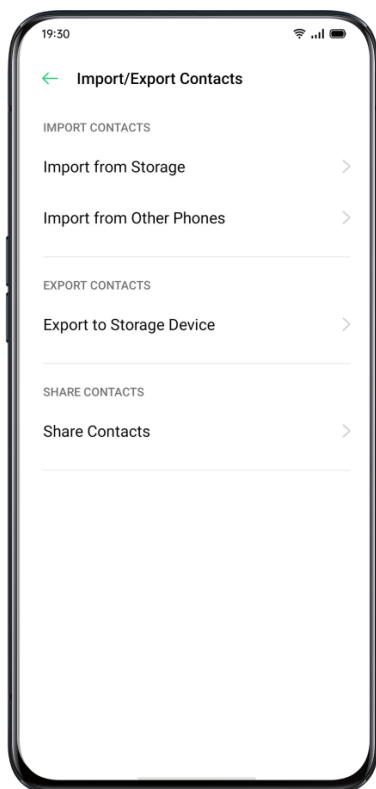 19:30
Import/Export Contacts
IMPORT CONTACTS
Import from Storage
Import from Other Phones
EXPORT CONTACTS
Export to Storage Device
SHARE CONTACTS
Share Contacts